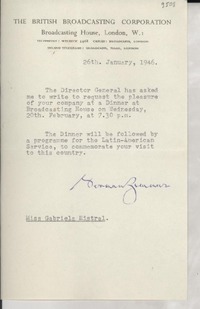 THE BRITISH BROADCASTING CORPORATION
Broadcasting House, London, W.1
26th. January, 1946.
The Director General has asked
me to write to request the pleasure
of your company at a Dinner at
Broadcasting House on Wednesday,
20th. February, at 7.30 p.m.
The Dinner will be followed by
a programme for the Latin-American
Service, to commemorate your visit
to this country.
Miss Gabriela Mistral.